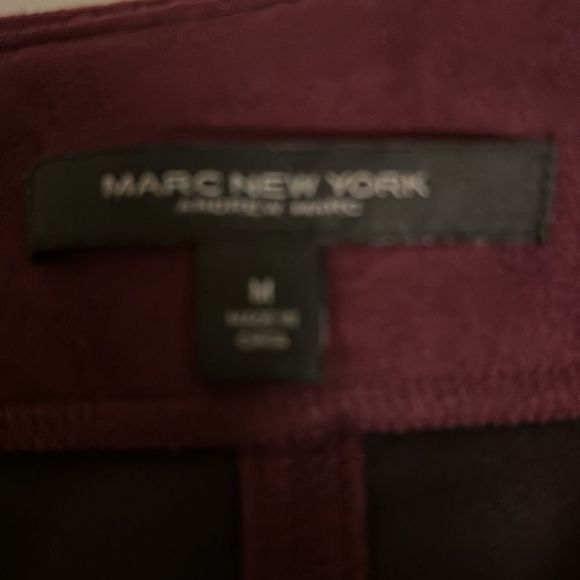 MARC NEW YORK
ANDREW MARC
M
MADE IN
CHINA